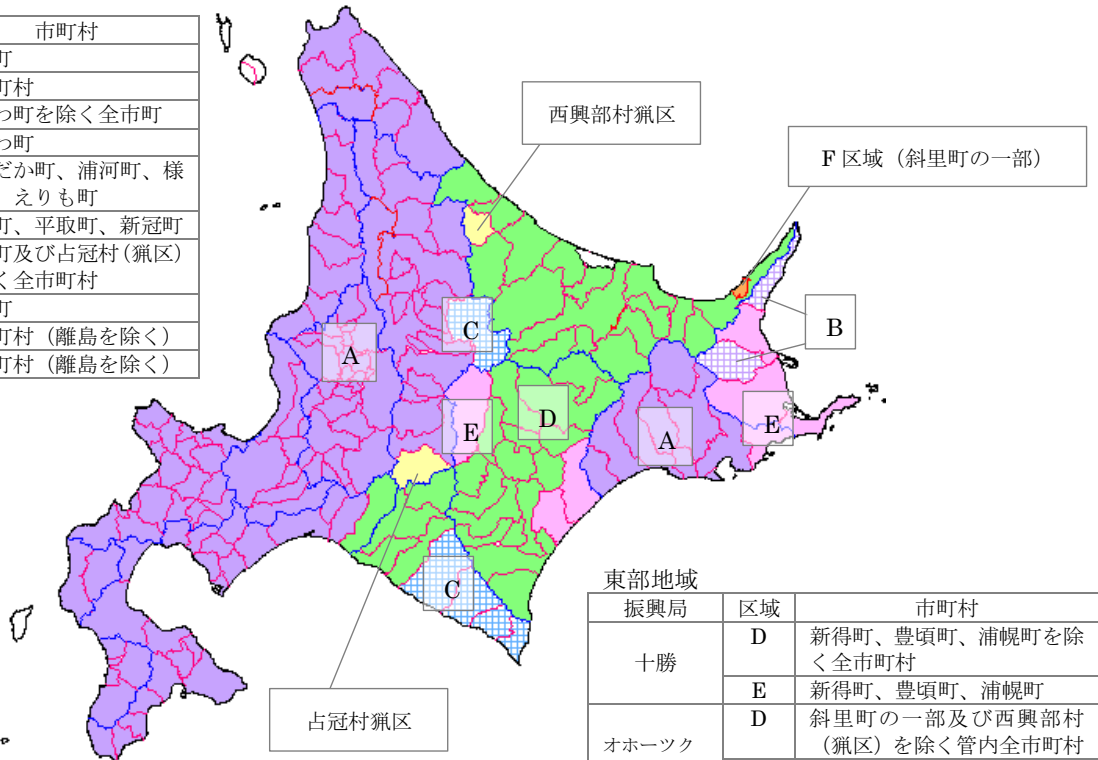 市町村
町
町村
つ町を除く全市町
つ町
だか町、浦河町、様
えりも町
町、平取町、新冠町
町及び占冠村（猟区）
く全市町村
町
町村（離島を除く）
町村（離島を除く）
西興部村猟区
F 区域（斜里町の一部）
B
C
A
D
E
A
E
C
占冠村猟区
東部地域
振興局 区域 市町村
十勝
D 新得町、豊頃町、浦幌町を除
く全市町村
E 新得町、豊頃町、浦幌町
オホーツク
D 斜里町の一部及び西興部村
（猟区）を除く管内全市町村